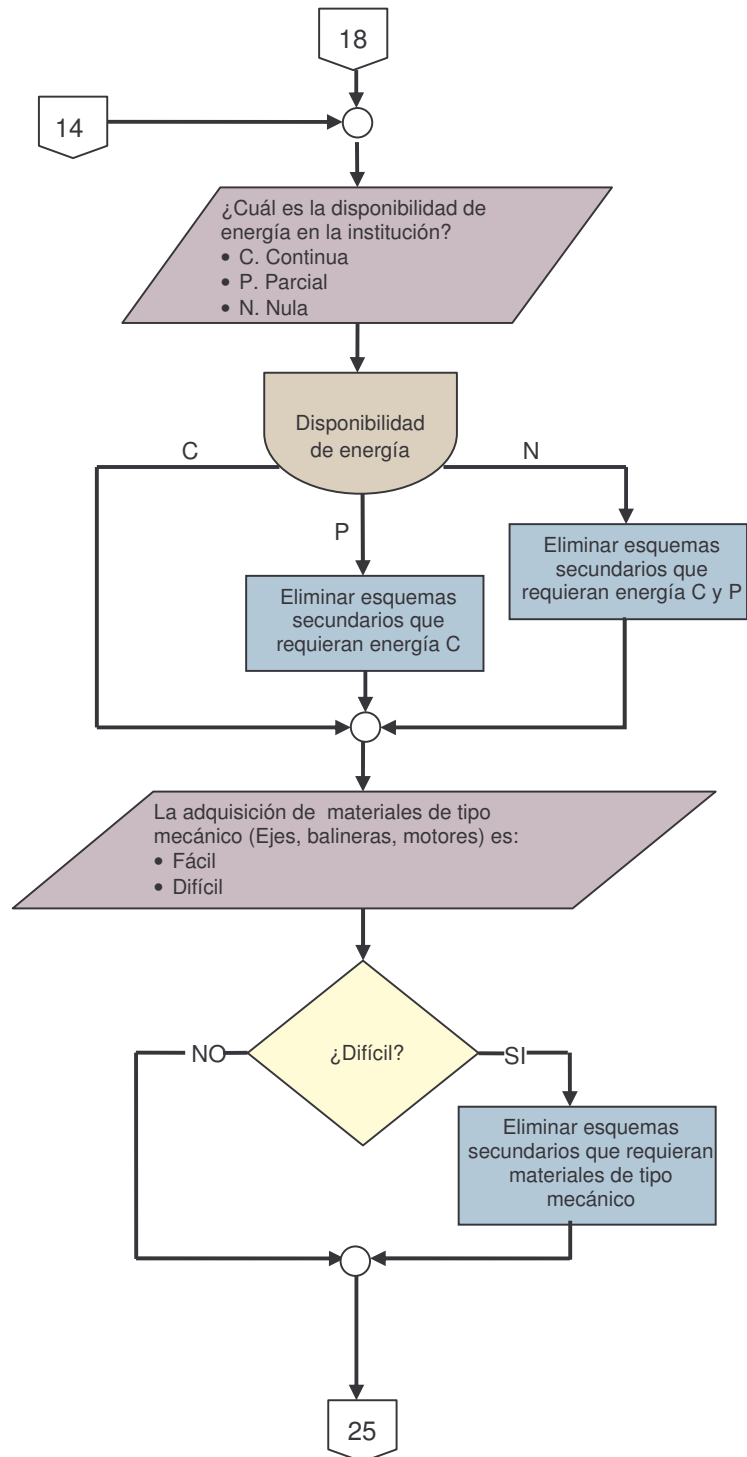 18
14
¿Cuál es la disponibilidad de
energía en la institución?
• C. Continua
• P. Parcial
• N. Nula
Disponibilidad
de energía
C
N
P
Eliminar esquemas
secundarios que
requieran energía C y P
Eliminar esquemas
secundarios que
requieran energía C
La adquisición de materiales de tipo
mecánico (Ejes, balineras, motores) es:
• Fácil
• Difícil
¿Difícil?
NO
SI
Eliminar esquemas
secundarios que requieran
materiales de tipo
mecánico
25